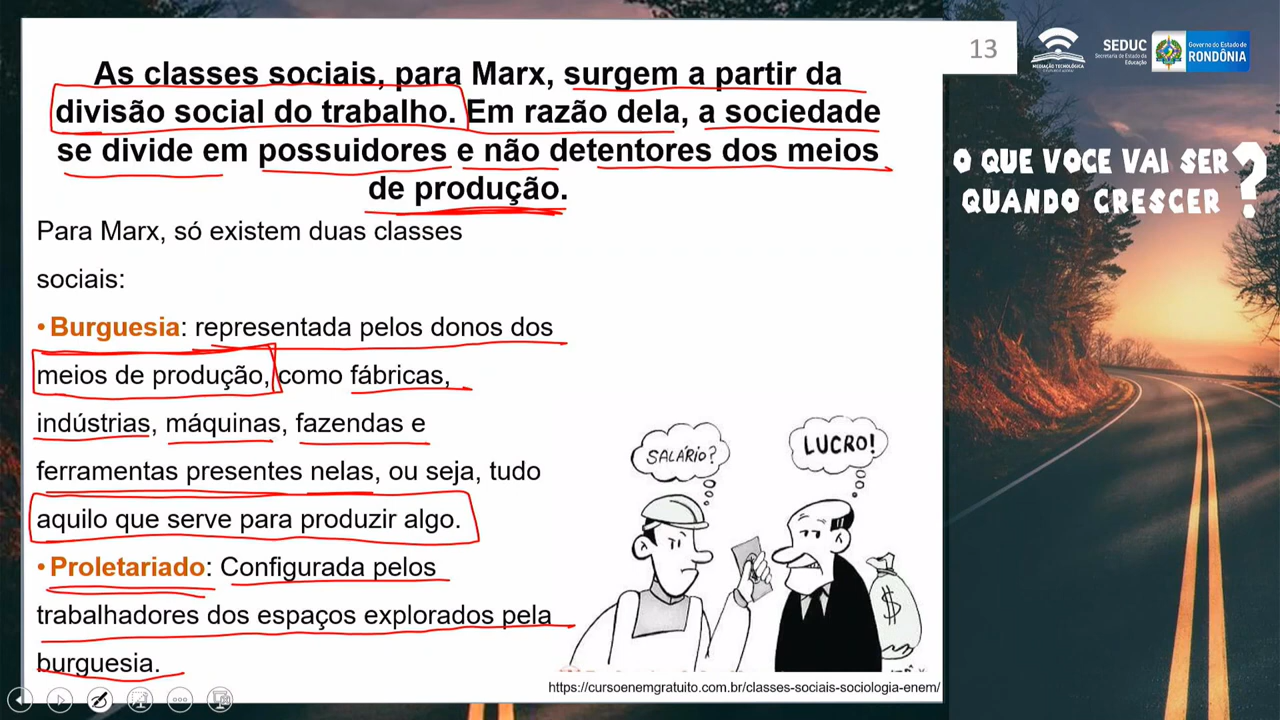 13
As classes sociais, para Marx, surgem a partir da
divisão social do trabalho. Em razão dela, a sociedade
se divide em possuidores e não detentores dos meios
de produção.
Para Marx, só existem duas classes
sociais:
• Burguesia: representada pelos donos dos
meios de produção, como fábricas,
indústrias, máquinas, fazendas e
ferramentas presentes nelas, ou seja, tudo
aquilo que serve para produzir algo.
• Proletariado: Configurada pelos
trabalhadores dos espaços explorados pela
burguesia.
SALÁRIO?
LUCRO!
$
https://cursoenemgratuito.com.br/classes-sociais-sociologia-enem/
MEDIAÇÃO TECNOLÓGICA
SEDUC
Secretaria de Estado da
Educação
Governo do Estado de
RONDÔNIA
O QUE VOCE VAI SER
QUANDO CRESCER?